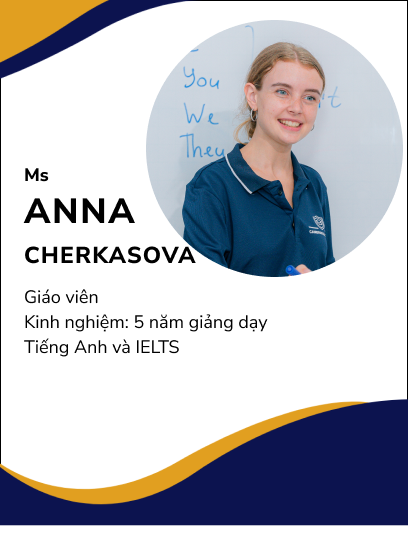 You
We
They
Ms
ANNA
CHERKASOVA
Giáo viên
Kinh nghiệm: 5 năm giảng dạy
Tiếng Anh và IELTS